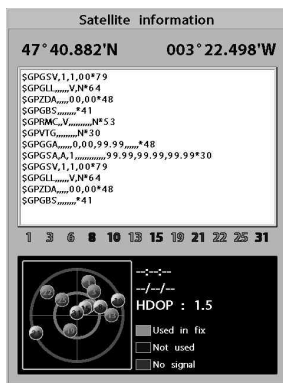 Satellite information
47°40.882'N 003°22.498'W
$GPGSV,1,1,00*79
$GPGLL,,,,,,V,N*64
$GPZDA,,,,,00,00*48
$GPGBS,,,,,,,,*41
$GPRMC,,V,,,,,,,,,,N*53
$GPVTG,,,,,,,,,N*30
$GPGGA,,,,,,0,00,99.99,,,,,,*48
$GPGSA,A,1,,,,,,,,,,,,,99.99,99.99,99.99*30
$GPGSV,1,1,00*79
$GPGLL,,,,,,V,N*64
$GPZDA,,,,,00,00*48
$GPGBS,,,,,,,,*41
1 3 6 8 10 13 15 19 21 22 25 31
--:--:--
--/--/--
HDOP : 1.5
Used in fix
Not used
No signal